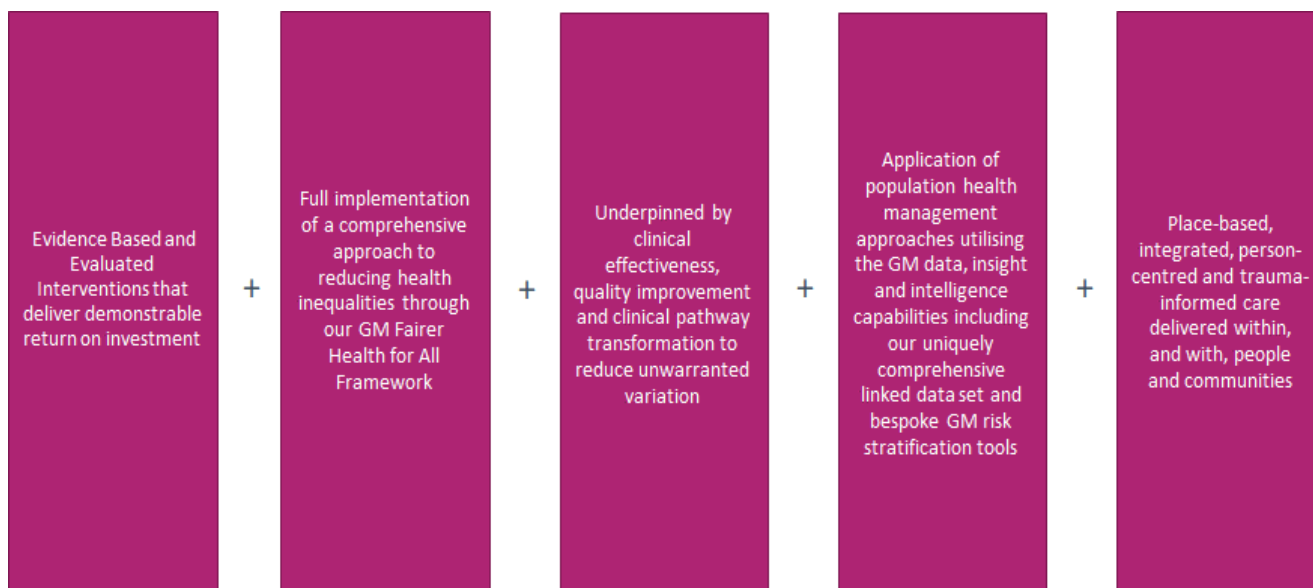 Evidence Based and
Evaluated
Interventions that
deliver demonstrable
return on investment
+
Full implementation
of a comprehensive
approach to
reducing health
inequalities through
our GM Fairer
Health for All
Framework
+
Underpinned by
clinical
effectiveness,
quality improvement
and clinical pathway
transformation to
reduce unwarranted
variation
+
Application of
population health
management
approaches utilising
the GM data, insight
and intelligence
capabilities including
our uniquely
comprehensive
linked data set and
bespoke GM risk
stratification tools
+
Place-based,
integrated, person-
centred and trauma-
informed care
delivered within,
and with, people
and communities